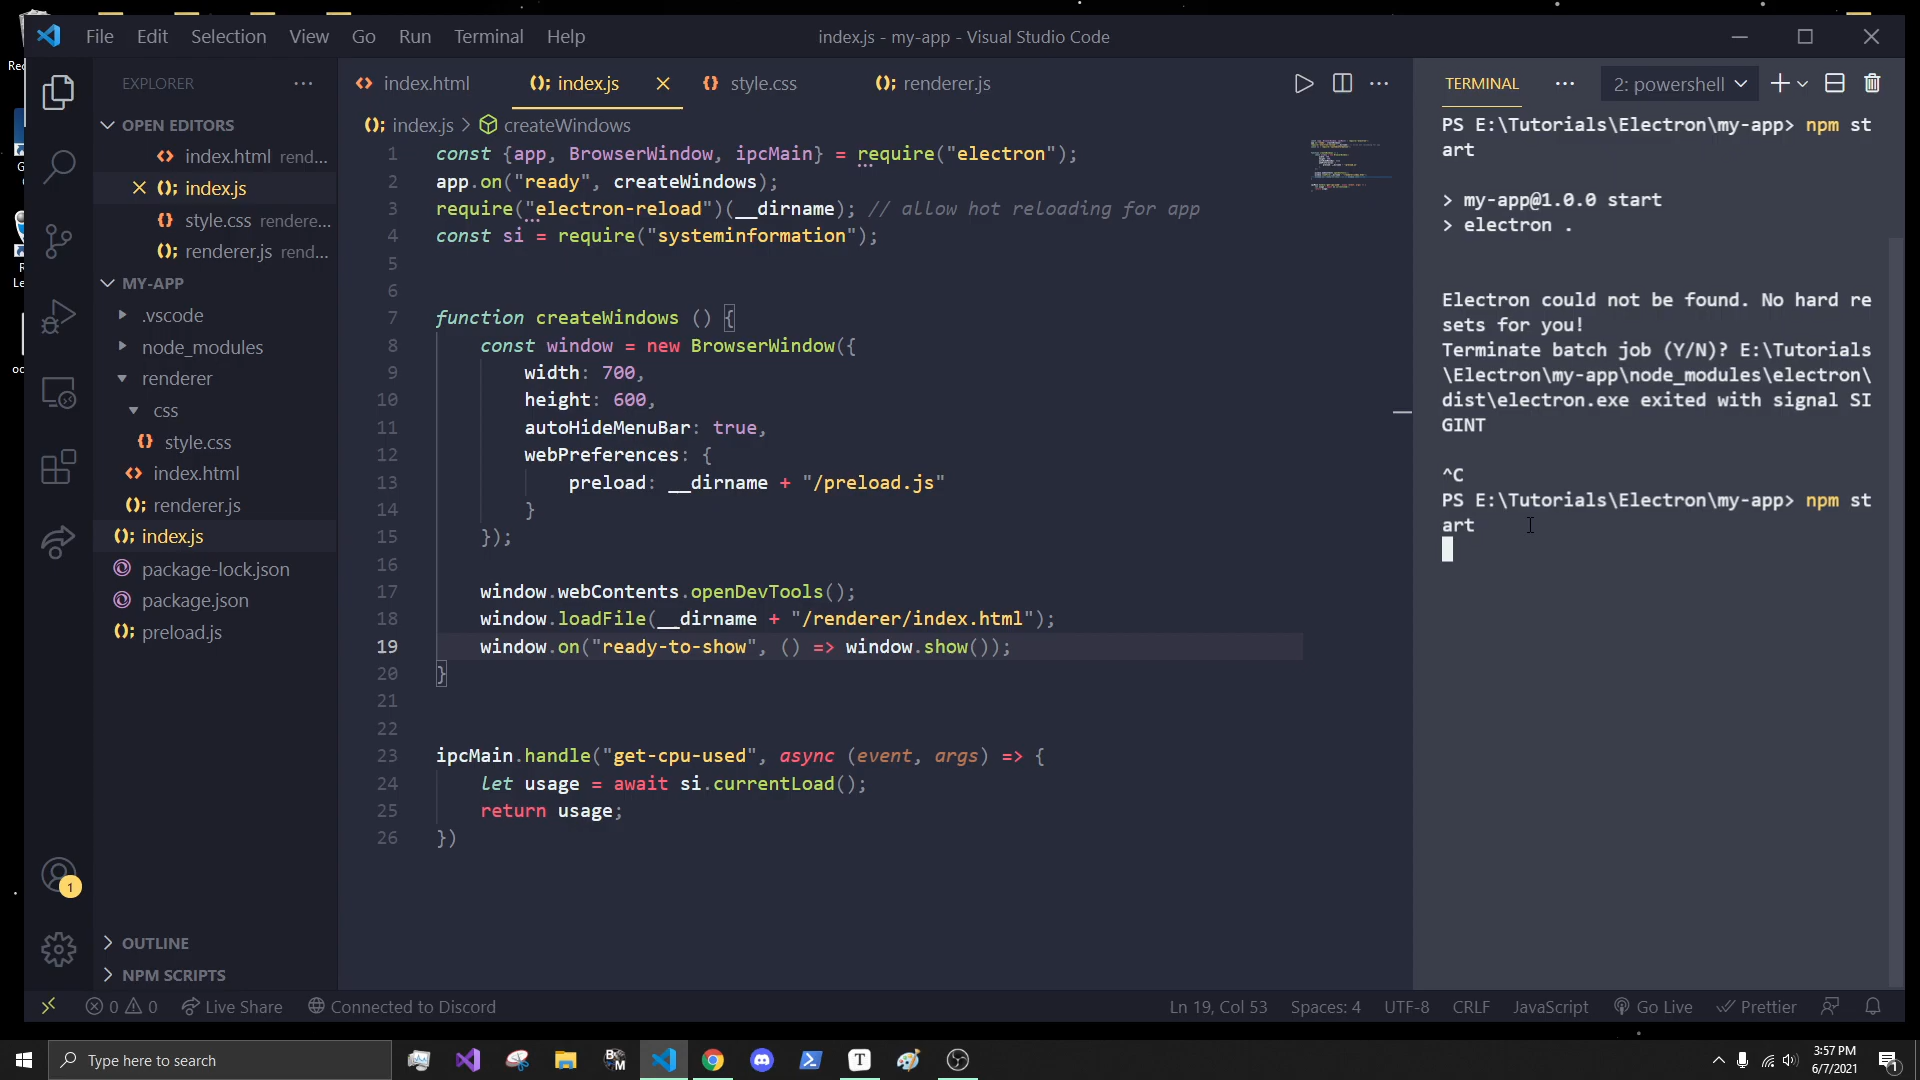 File Edit Selection View Go Run Terminal Help
index.js - my-app - Visual Studio Code
EXPLORER
OPEN EDITORS
index.html rend...
index.js
style.css rendere...
renderer.js rend...
MY-APP
.vscode
node_modules
renderer
css
style.css
index.html
renderer.js
index.js
package-lock.json
package.json
preload.js
OUTLINE
NPM SCRIPTS
index.html
index.js
style.css
renderer.js
index.js > createWindows
1 const {app, BrowserWindow, ipcMain} = require("electron");
2 app.on("ready", createWindows);
3 require("electron-reload")(__dirname); // allow hot reloading for app
4 const si = require("systeminformation");
5
6
7 function createWindows () {
8 const window = new BrowserWindow({
9 width: 700,
10 height: 600,
11 autoHideMenuBar: true,
12 webPreferences: {
13 preload: __dirname + "/preload.js"
14 }
15 });
16
17 window.webContents.openDevTools();
18 window.loadFile(__dirname + "/renderer/index.html");
19 window.on("ready-to-show", () => window.show());
20 }
21
22
23 ipcMain.handle("get-cpu-used", async (event, args) => {
24 let usage = await si.currentLoad();
25 return usage;
26 })
TERMINAL
2: powershell
PS E:\Tutorials\Electron\my-app> npm st
art
> my-app@1.0.0 start
> electron .
Electron could not be found. No hard re
sets for you!
Terminate batch job (Y/N)? E:\Tutorials
\Electron\my-app\node_modules\electron\
dist\electron.exe exited with signal SI
GINT
^C
PS E:\Tutorials\Electron\my-app> npm st
art
0 0 Live Share Connected to Discord
Ln 19, Col 53 Spaces: 4 UTF-8 CRLF JavaScript Go Live Prettier
1
Type here to search
3:57 PM
6/7/2021
1